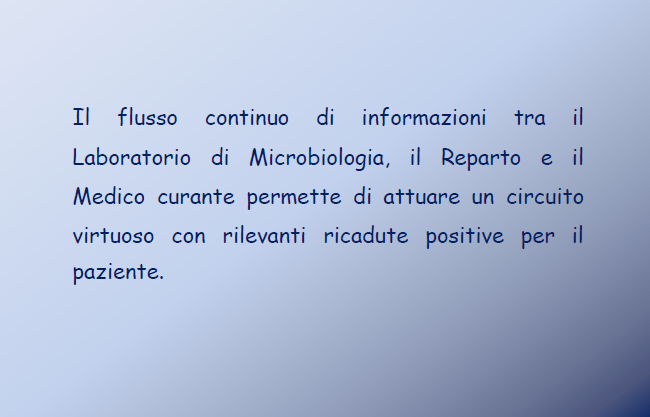 Il flusso continuo di informazioni tra il
Laboratorio di Microbiologia, il Reparto e il
Medico curante permette di attuare un circuito
virtuoso con rilevanti ricadute positive per il
paziente.